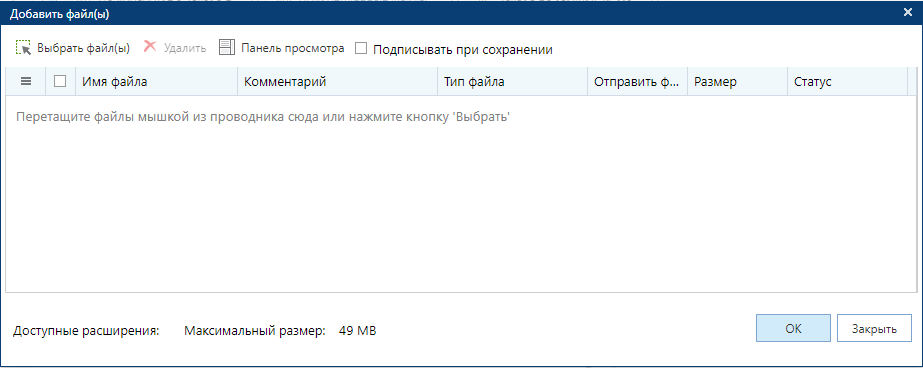 Добавить файл(ы)
Выбрать файл(ы) Удалить Панель просмотра Подписывать при сохранении
Имя файла Комментарий Тип файла Отправить ф... Размер Статус
Перетащите файлы мышкой из проводника сюда или нажмите кнопку 'Выбрать'
Доступные расширения: Максимальный размер: 49 MB OK Закрыть